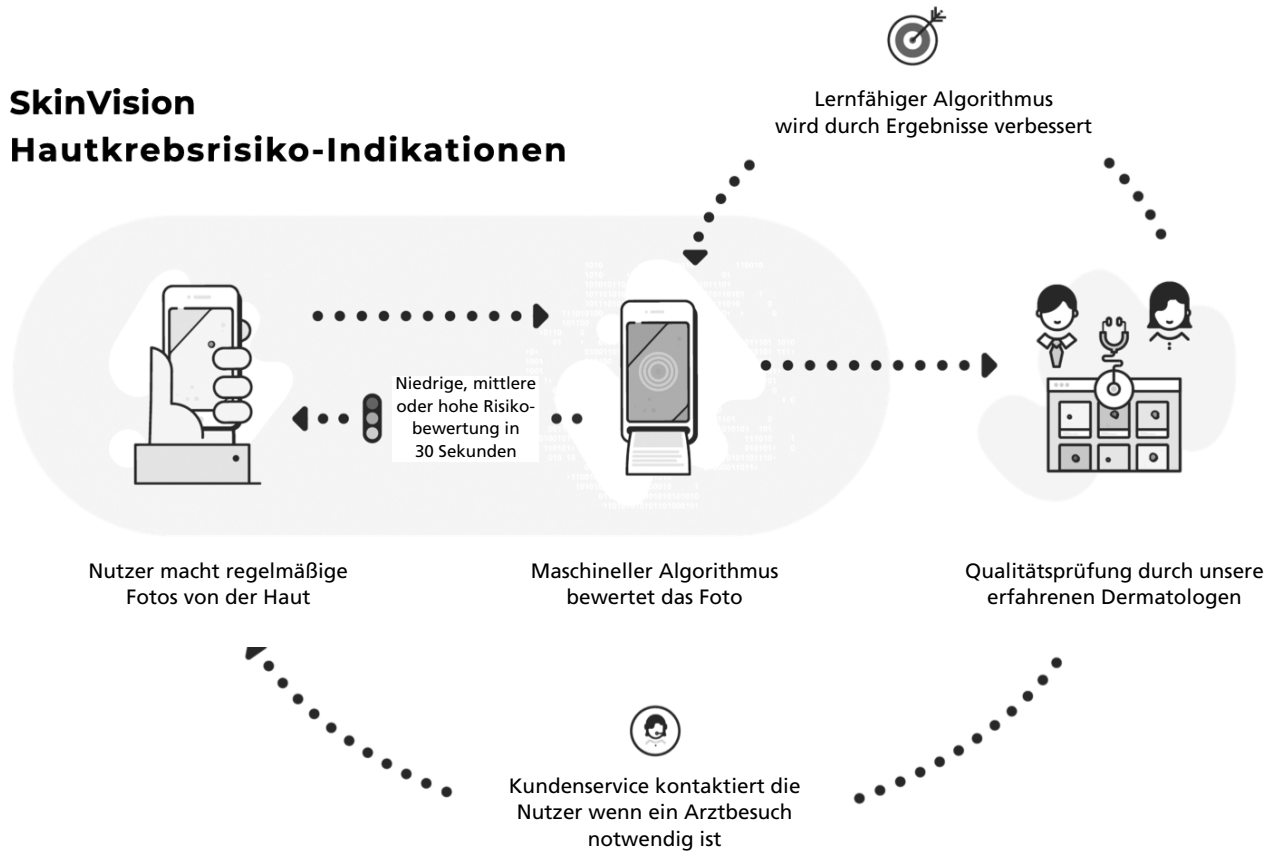 SkinVision
Hautkrebsrisiko-Indikationen
Lernfähiger Algorithmus
wird durch Ergebnisse verbessert
Niedrige, mittlere
oder hohe Risiko-
bewertung in
30 Sekunden
Nutzer macht regelmäßige
Fotos von der Haut
Maschineller Algorithmus
bewertet das Foto
Qualitätsprüfung durch unsere
erfahrenen Dermatologen
Kundenservice kontaktiert die
Nutzer wenn ein Arztbesuch
notwendig ist